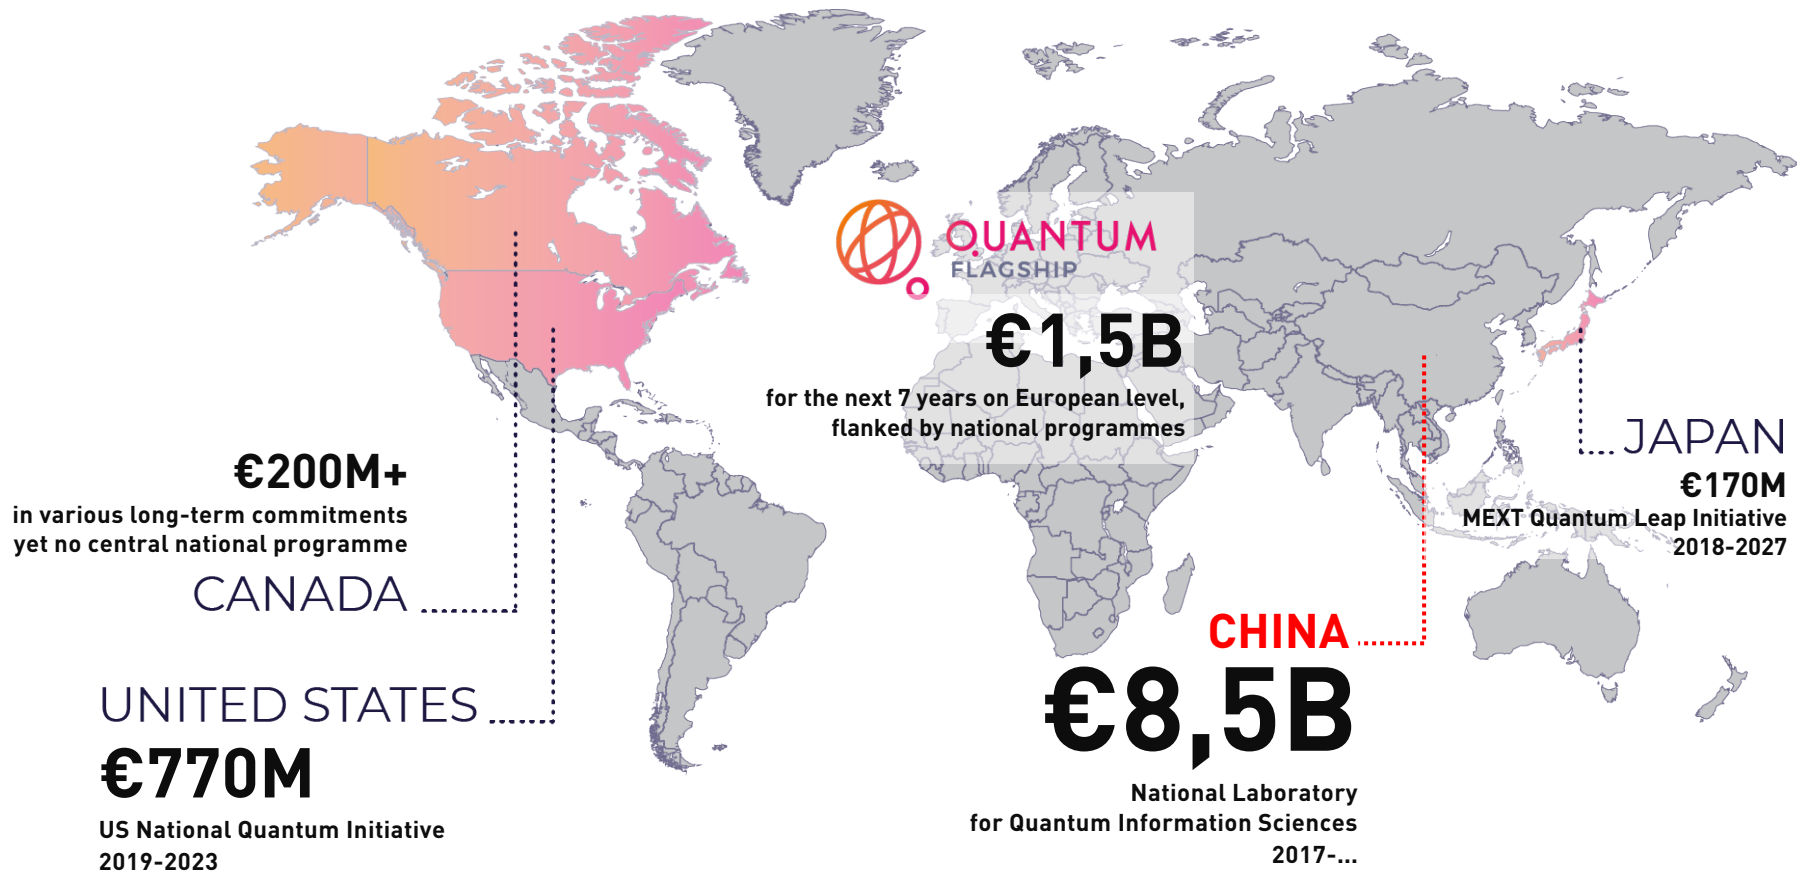 QUANTUM
FLAGSHIP
€1,5B
for the next 7 years on European level,
flanked by national programmes
€200M+
in various long-term commitments
yet no central national programme
CANADA
UNITED STATES
€770M
US National Quantum Initiative
2019-2023
JAPAN
€170M
MEXT Quantum Leap Initiative
2018-2027
CHINA
€8,5B
National Laboratory
for Quantum Information Sciences
2017-...